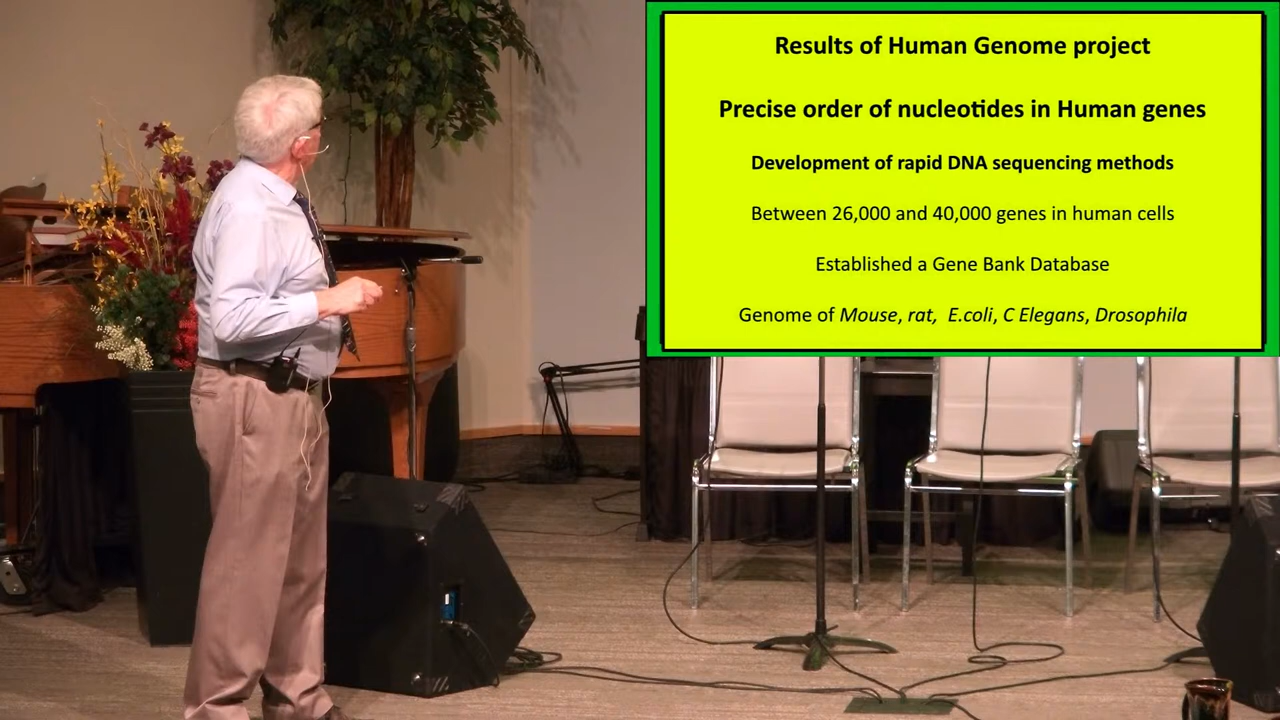 Results of Human Genome project
Precise order of nucleotides in Human genes
Development of rapid DNA sequencing methods
Between 26,000 and 40,000 genes in human cells
Established a Gene Bank Database
Genome of Mouse, rat,  E.coli, C Elegans, Drosophila